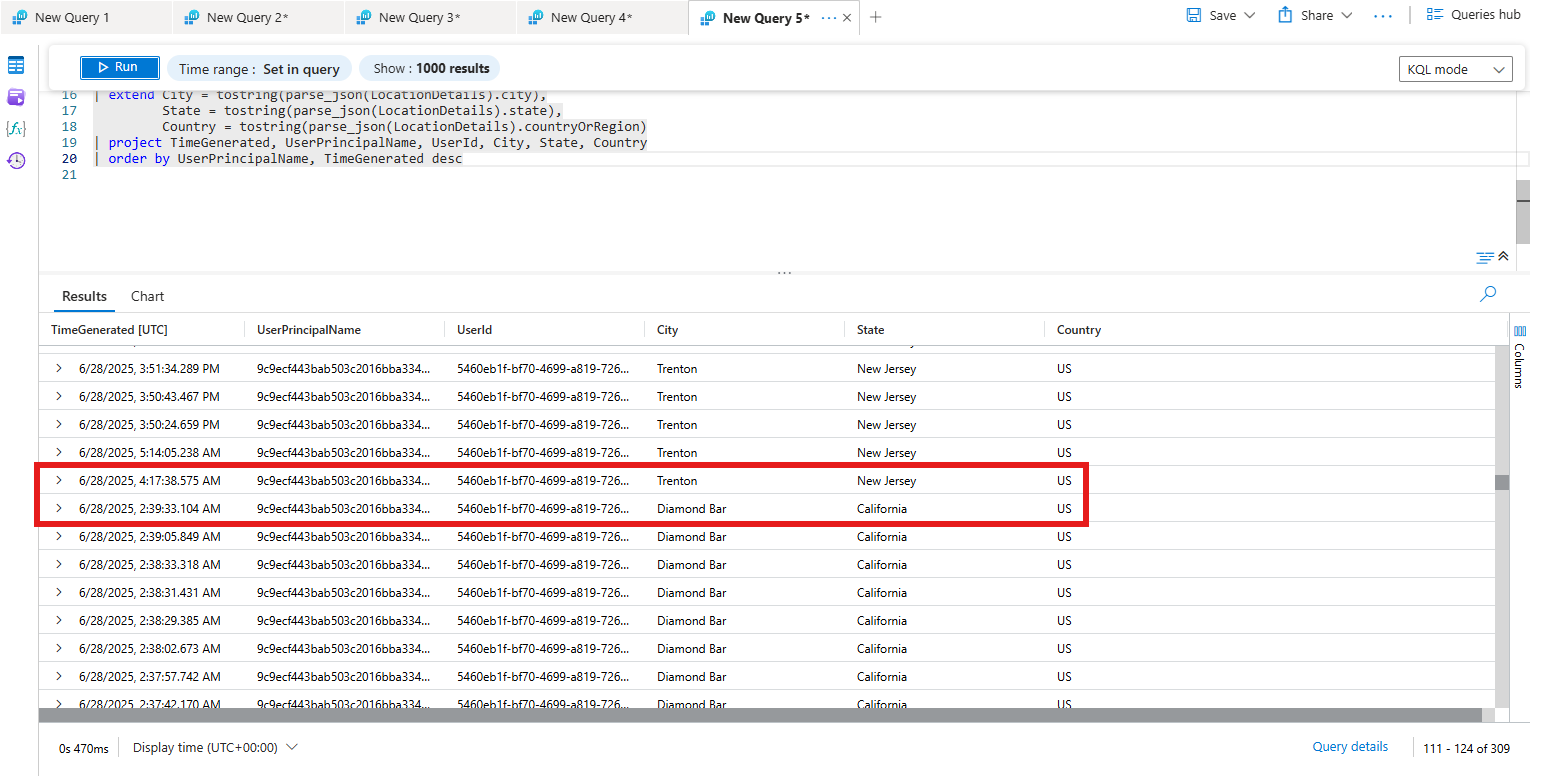 New Query 1
New Query 2*
New Query 3*
New Query 4*
New Query 5* ··· × +
Save
Share
···
Queries hub
Run
Time range : Set in query
Show : 1000 results
KQL mode
16 | extend City = tostring(parse_json(LocationDetails).city),
17 State = tostring(parse_json(LocationDetails).state),
18 Country = tostring(parse_json(LocationDetails).countryOrRegion)
19 | project TimeGenerated, UserPrincipalName, UserId, City, State, Country
20 | order by UserPrincipalName, TimeGenerated desc
21
Results Chart
TimeGenerated [UTC] UserPrincipalName UserId City State Country
Columns
6/28/2025, 3:51:34.289 PM 9c9ecf443bab503c2016bba334... 5460eb1f-bf70-4699-a819-726... Trenton New Jersey US
6/28/2025, 3:50:43.467 PM 9c9ecf443bab503c2016bba334... 5460eb1f-bf70-4699-a819-726... Trenton New Jersey US
6/28/2025, 3:50:24.659 PM 9c9ecf443bab503c2016bba334... 5460eb1f-bf70-4699-a819-726... Trenton New Jersey US
6/28/2025, 5:14:05.238 AM 9c9ecf443bab503c2016bba334... 5460eb1f-bf70-4699-a819-726... Trenton New Jersey US
6/28/2025, 4:17:38.575 AM 9c9ecf443bab503c2016bba334... 5460eb1f-bf70-4699-a819-726... Trenton New Jersey US
6/28/2025, 2:39:33.104 AM 9c9ecf443bab503c2016bba334... 5460eb1f-bf70-4699-a819-726... Diamond Bar California US
6/28/2025, 2:39:05.849 AM 9c9ecf443bab503c2016bba334... 5460eb1f-bf70-4699-a819-726... Diamond Bar California US
6/28/2025, 2:38:33.318 AM 9c9ecf443bab503c2016bba334... 5460eb1f-bf70-4699-a819-726... Diamond Bar California US
6/28/2025, 2:38:31.431 AM 9c9ecf443bab503c2016bba334... 5460eb1f-bf70-4699-a819-726... Diamond Bar California US
6/28/2025, 2:38:29.385 AM 9c9ecf443bab503c2016bba334... 5460eb1f-bf70-4699-a819-726... Diamond Bar California US
6/28/2025, 2:38:02.673 AM 9c9ecf443bab503c2016bba334... 5460eb1f-bf70-4699-a819-726... Diamond Bar California US
6/28/2025, 2:37:57.742 AM 9c9ecf443bab503c2016bba334... 5460eb1f-bf70-4699-a819-726... Diamond Bar California US
6/28/2025, 2:37:42.170 AM 9c9ecf443bab503c2016bba334... 5460eb1f-bf70-4699-a819-726... Diamond Bar California US
0s 470ms Display time (UTC+00:00) Query details 111 - 124 of 309